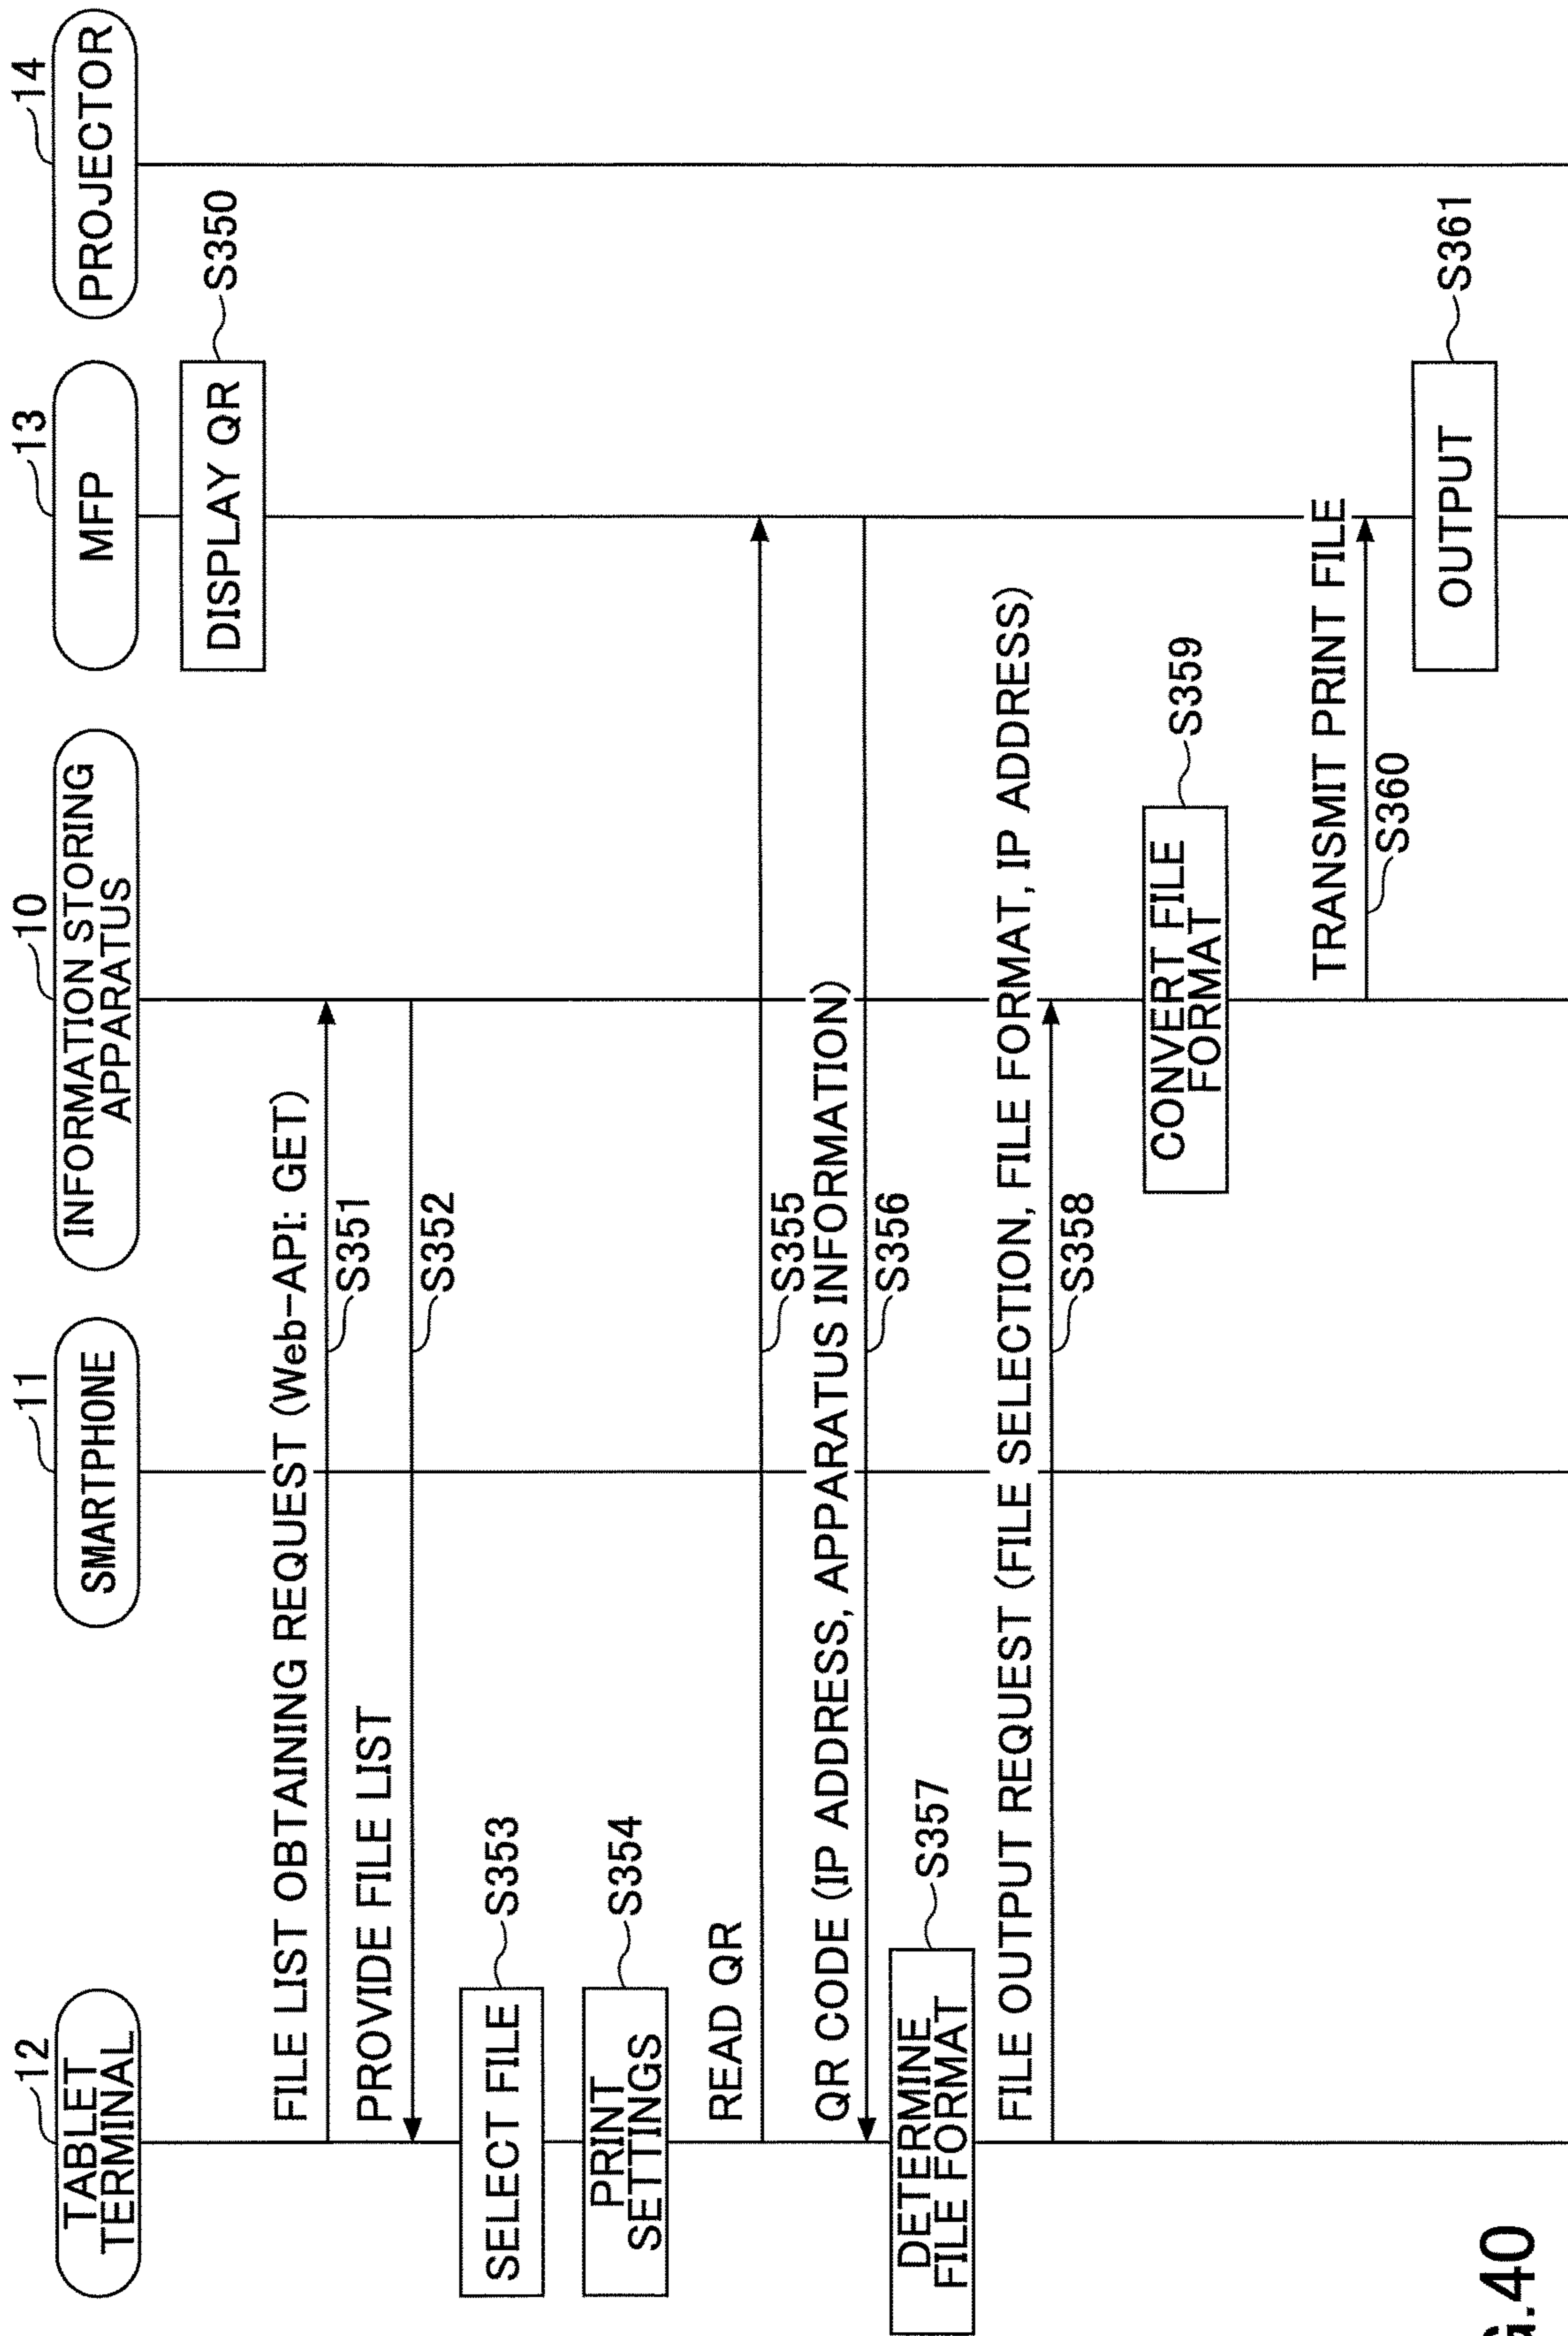 12
TABLET
TERMINAL
11
SMARTPHONE
10
INFORMATION STORING
APPARATUS
13
MFP
14
PROJECTOR
DISPLAY QR
S350
FILE LIST OBTAINING REQUEST (Web-API: GET)
S351
PROVIDE FILE LIST
S352
SELECT FILE
S353
PRINT
SETTINGS
S354
READ QR
S355
QR CODE (IP ADDRESS, APPARATUS INFORMATION)
S356
DETERMINE
FILE FORMAT
S357
FILE OUTPUT REQUEST (FILE SELECTION, FILE FORMAT, IP ADDRESS)
S358
CONVERT FILE
FORMAT
S359
TRANSMIT PRINT FILE
S360
OUTPUT
S361
G.40